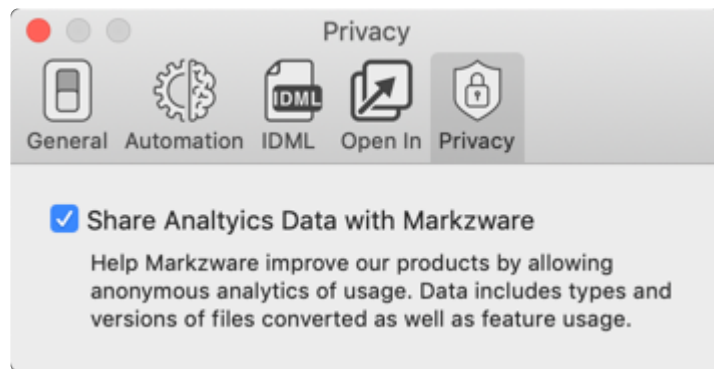 Privacy
IDML
General Automation IDML Open In Privacy
Share Analtyics Data with Markzware
Help Markzware improve our products by allowing
anonymous analytics of usage. Data includes types and
versions of files converted as well as feature usage.